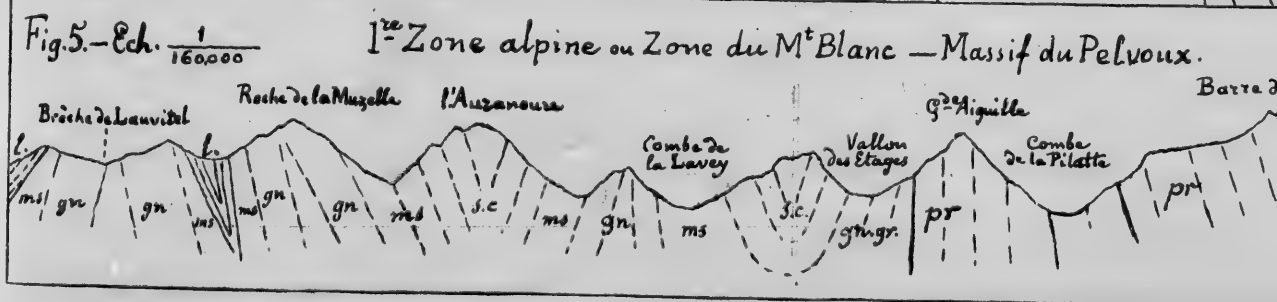 Fig. 5. — Ech. 1/160,000 1re Zone alpine ou Zone du Mt Blanc — Massif du Pelvoux.
Brèche de Lauvitel Roche de la Muzelle l'Auzanoure Combe de la Lavey Vallon des Etages Gde Aiguille Combe de la Pilatte Barre d
l. l.
ms gn gn ms ms gn gn ms s.c ms gn ms s.c. gn.gr. pr pr